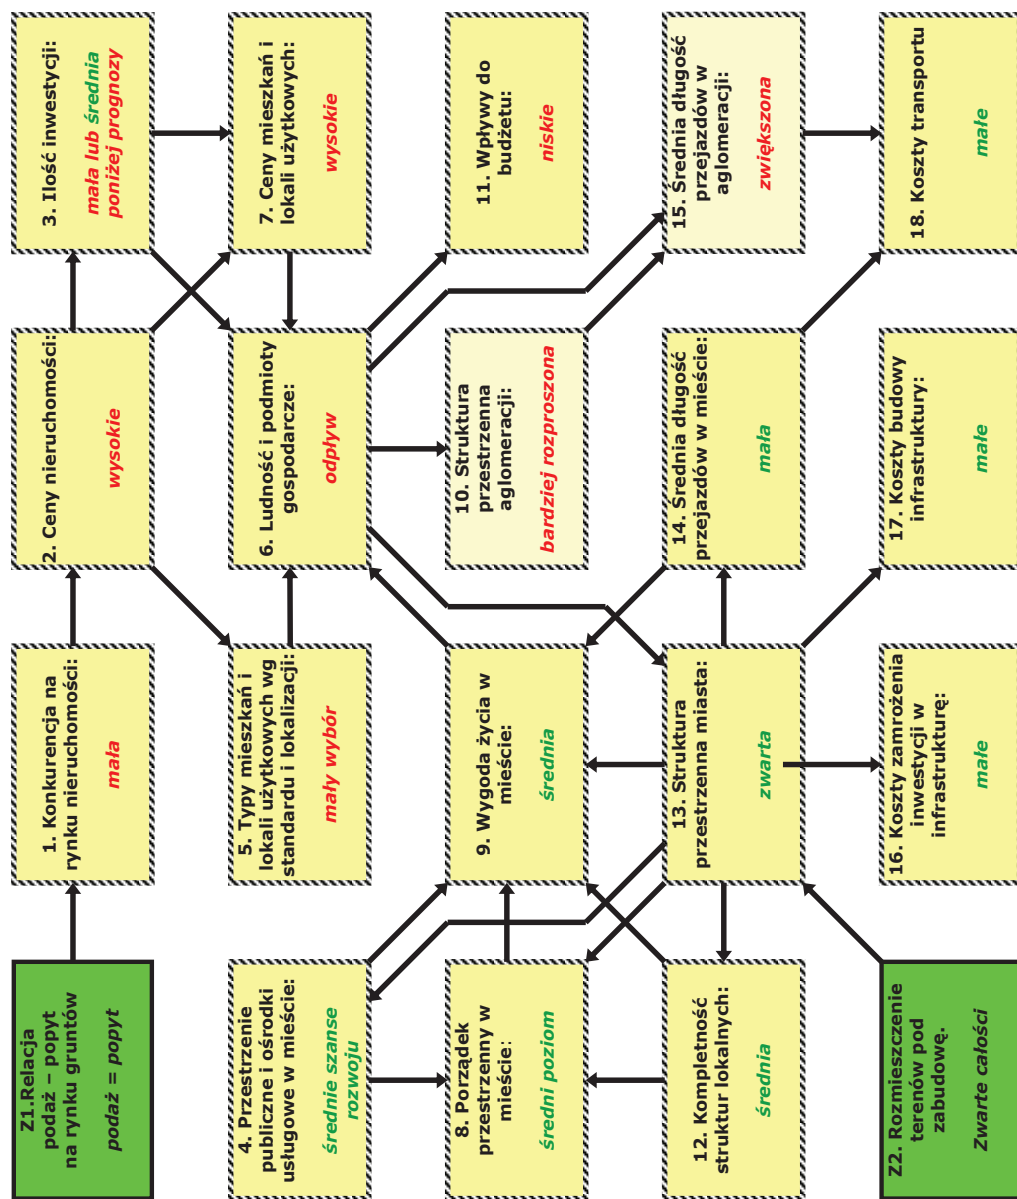 Z1.Relacja
podaż – popyt
na rynku gruntów
podaż = popyt
1. Konkurencja na
rynku nieruchomości:
mała
2. Ceny nieruchomości:
wysokie
3. Ilość inwestycji:
mała lub średnia
poniżej prognozy
4. Przestrzenie
publiczne i ośrodki
usługowe w mieście:
średnie szanse
rozwoju
5. Typy mieszkań i
lokali użytkowych wg
standardu i lokalizacji:
mały wybór
6. Ludność i podmioty
gospodarcze:
odpływ
7. Ceny mieszkań i
lokali użytkowych:
wysokie
8. Porządek
przestrzenny w
mieście:
średni poziom
9. Wygoda życia w
mieście:
średnia
10. Struktura
przestrzenna
aglomeracji:
bardziej rozproszona
11. Wpływy do
budżetu:
niskie
12. Kompletność
struktur lokalnych:
średnia
13. Struktura
przestrzenna miasta:
zwarta
14. Średnia długość
przejazdów w mieście:
mała
15. Średnia długość
przejazdów w
aglomeracji:
zwiększona
Z2. Rozmieszczenie
terenów pod
zabudowę.
Zwarte całości
16. Koszty zamrożenia
inwestycji w
infrastrukturę:
małe
17. Koszty budowy
infrastruktury:
małe
18. Koszty transportu
małe